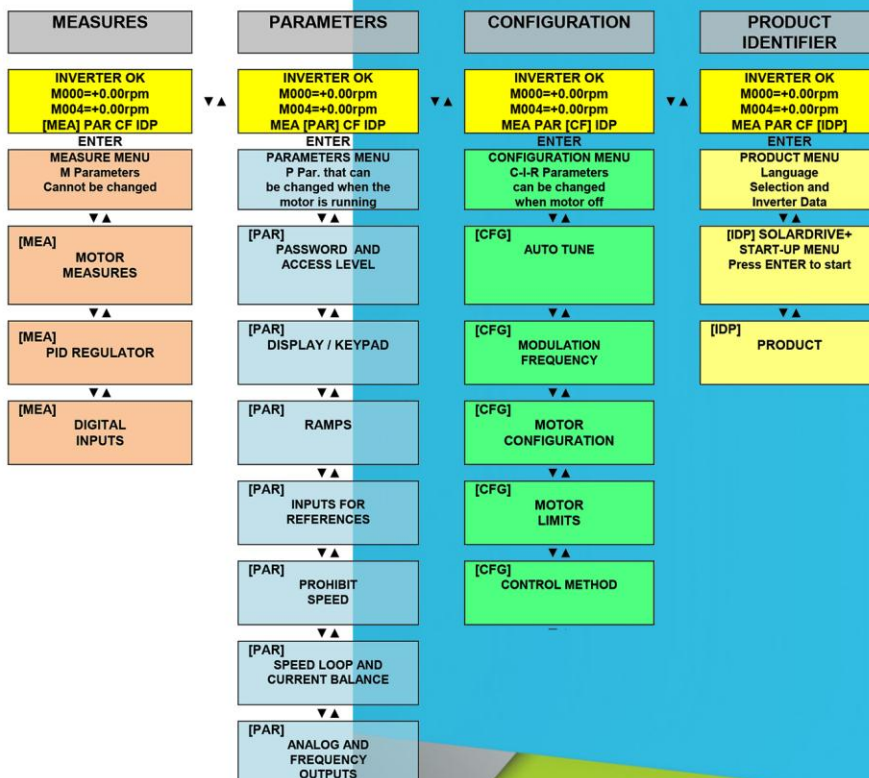 MEASURES
INVERTER OK
M000=+0.00rpm
M004=+0.00rpm
[MEA] PAR CF IDP
ENTER
MEASURE MENU
M Parameters
Cannot be changed
[MEA]
MOTOR
MEASURES
[MEA]
PID REGULATOR
[MEA]
DIGITAL
INPUTS
PARAMETERS
INVERTER OK
M000=+0.00rpm
M004=+0.00rpm
MEA [PAR] CF IDP
ENTER
PARAMETERS MENU
P Par. that can
be changed when the
motor is running
[PAR]
PASSWORD AND
ACCESS LEVEL
[PAR]
DISPLAY / KEYPAD
[PAR]
RAMPS
[PAR]
INPUTS FOR
REFERENCES
[PAR]
PROHIBIT
SPEED
[PAR]
SPEED LOOP AND
CURRENT BALANCE
[PAR]
ANALOG AND
FREQUENCY
OUTPUTS
CONFIGURATION
INVERTER OK
M000=+0.00rpm
M004=+0.00rpm
MEA PAR [CF] IDP
ENTER
CONFIGURATION MENU
C-I-R Parameters
can be changed
when motor off
[CFG]
AUTO TUNE
[CFG]
MODULATION
FREQUENCY
[CFG]
MOTOR
CONFIGURATION
[CFG]
MOTOR
LIMITS
[CFG]
CONTROL METHOD
PRODUCT
IDENTIFIER
INVERTER OK
M000=+0.00rpm
M004=+0.00rpm
MEA PAR CF [IDP]
ENTER
PRODUCT MENU
Language
Selection and
Inverter Data
[IDP] SOLARDRIVE+
START-UP MENU
Press ENTER to start
[IDP]
PRODUCT